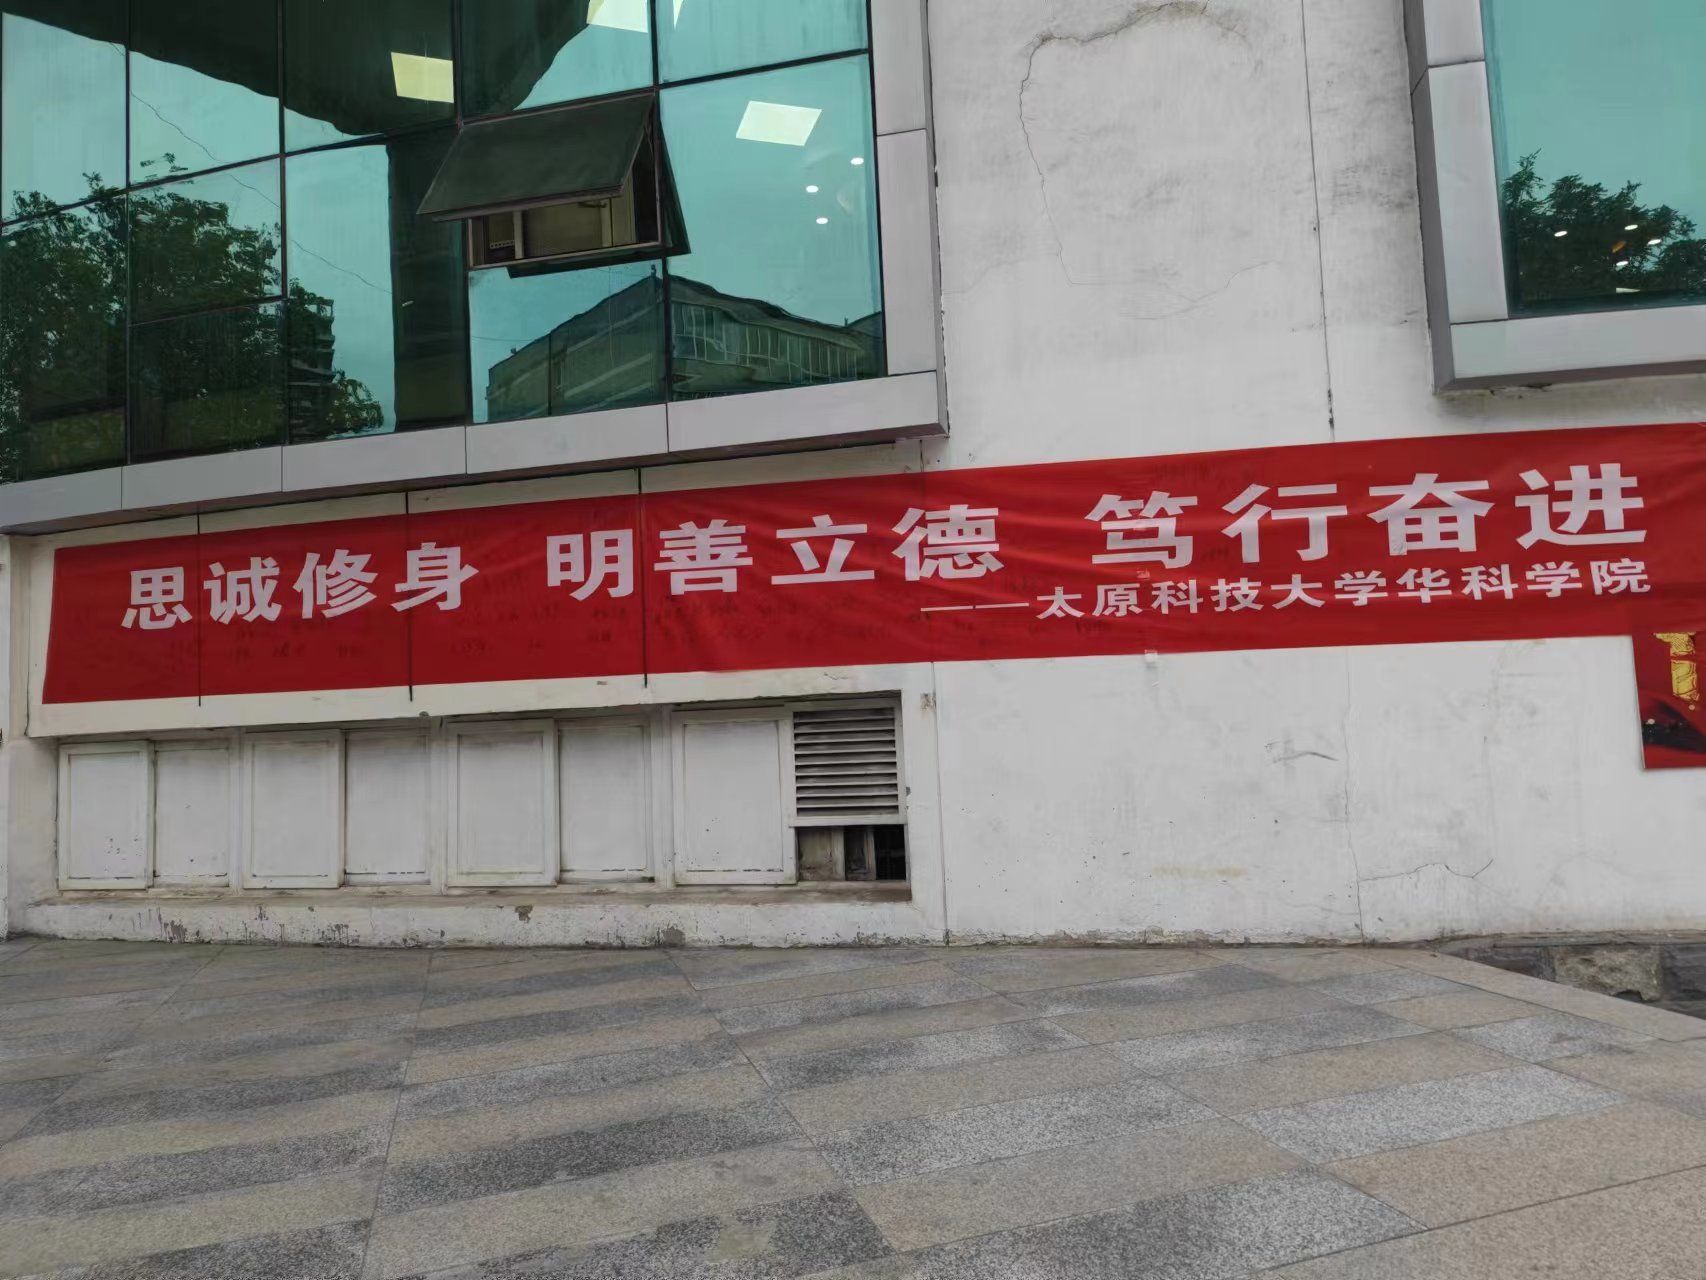 思诚修身 明善立德 笃行奋进
——太原科技大学华科学院